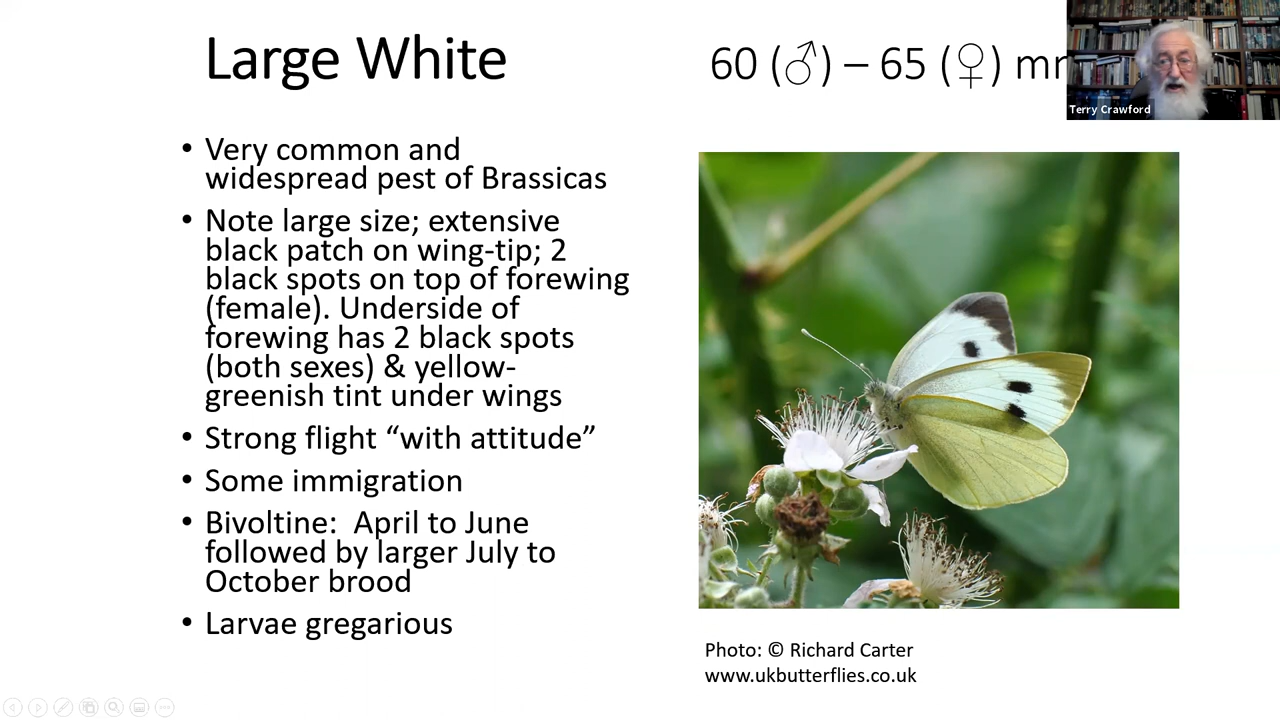 Large White
60 (♂) – 65 (♀)
Terry Crawford
• Very common and
widespread pest of Brassicas
• Note large size; extensive
black patch on wing-tip; 2
black spots on top of forewing
(female). Underside of
forewing has 2 black spots
(both sexes) & yellow-
greenish tint under wings
• Strong flight “with attitude”
• Some immigration
• Bivoltine: April to June
followed by larger July to
October brood
• Larvae gregarious
Photo: © Richard Carter
www.ukbutterflies.co.uk